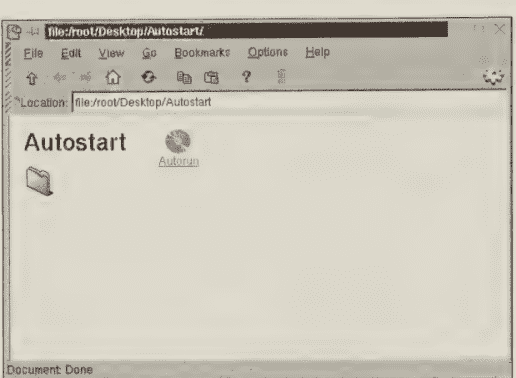 file:/root/Desktop/Autostart/
File Edit View Go Bookmarks Options Help
?
Location: file:/root/Desktop/Autostart
Autostart
Autorun
Document: Done